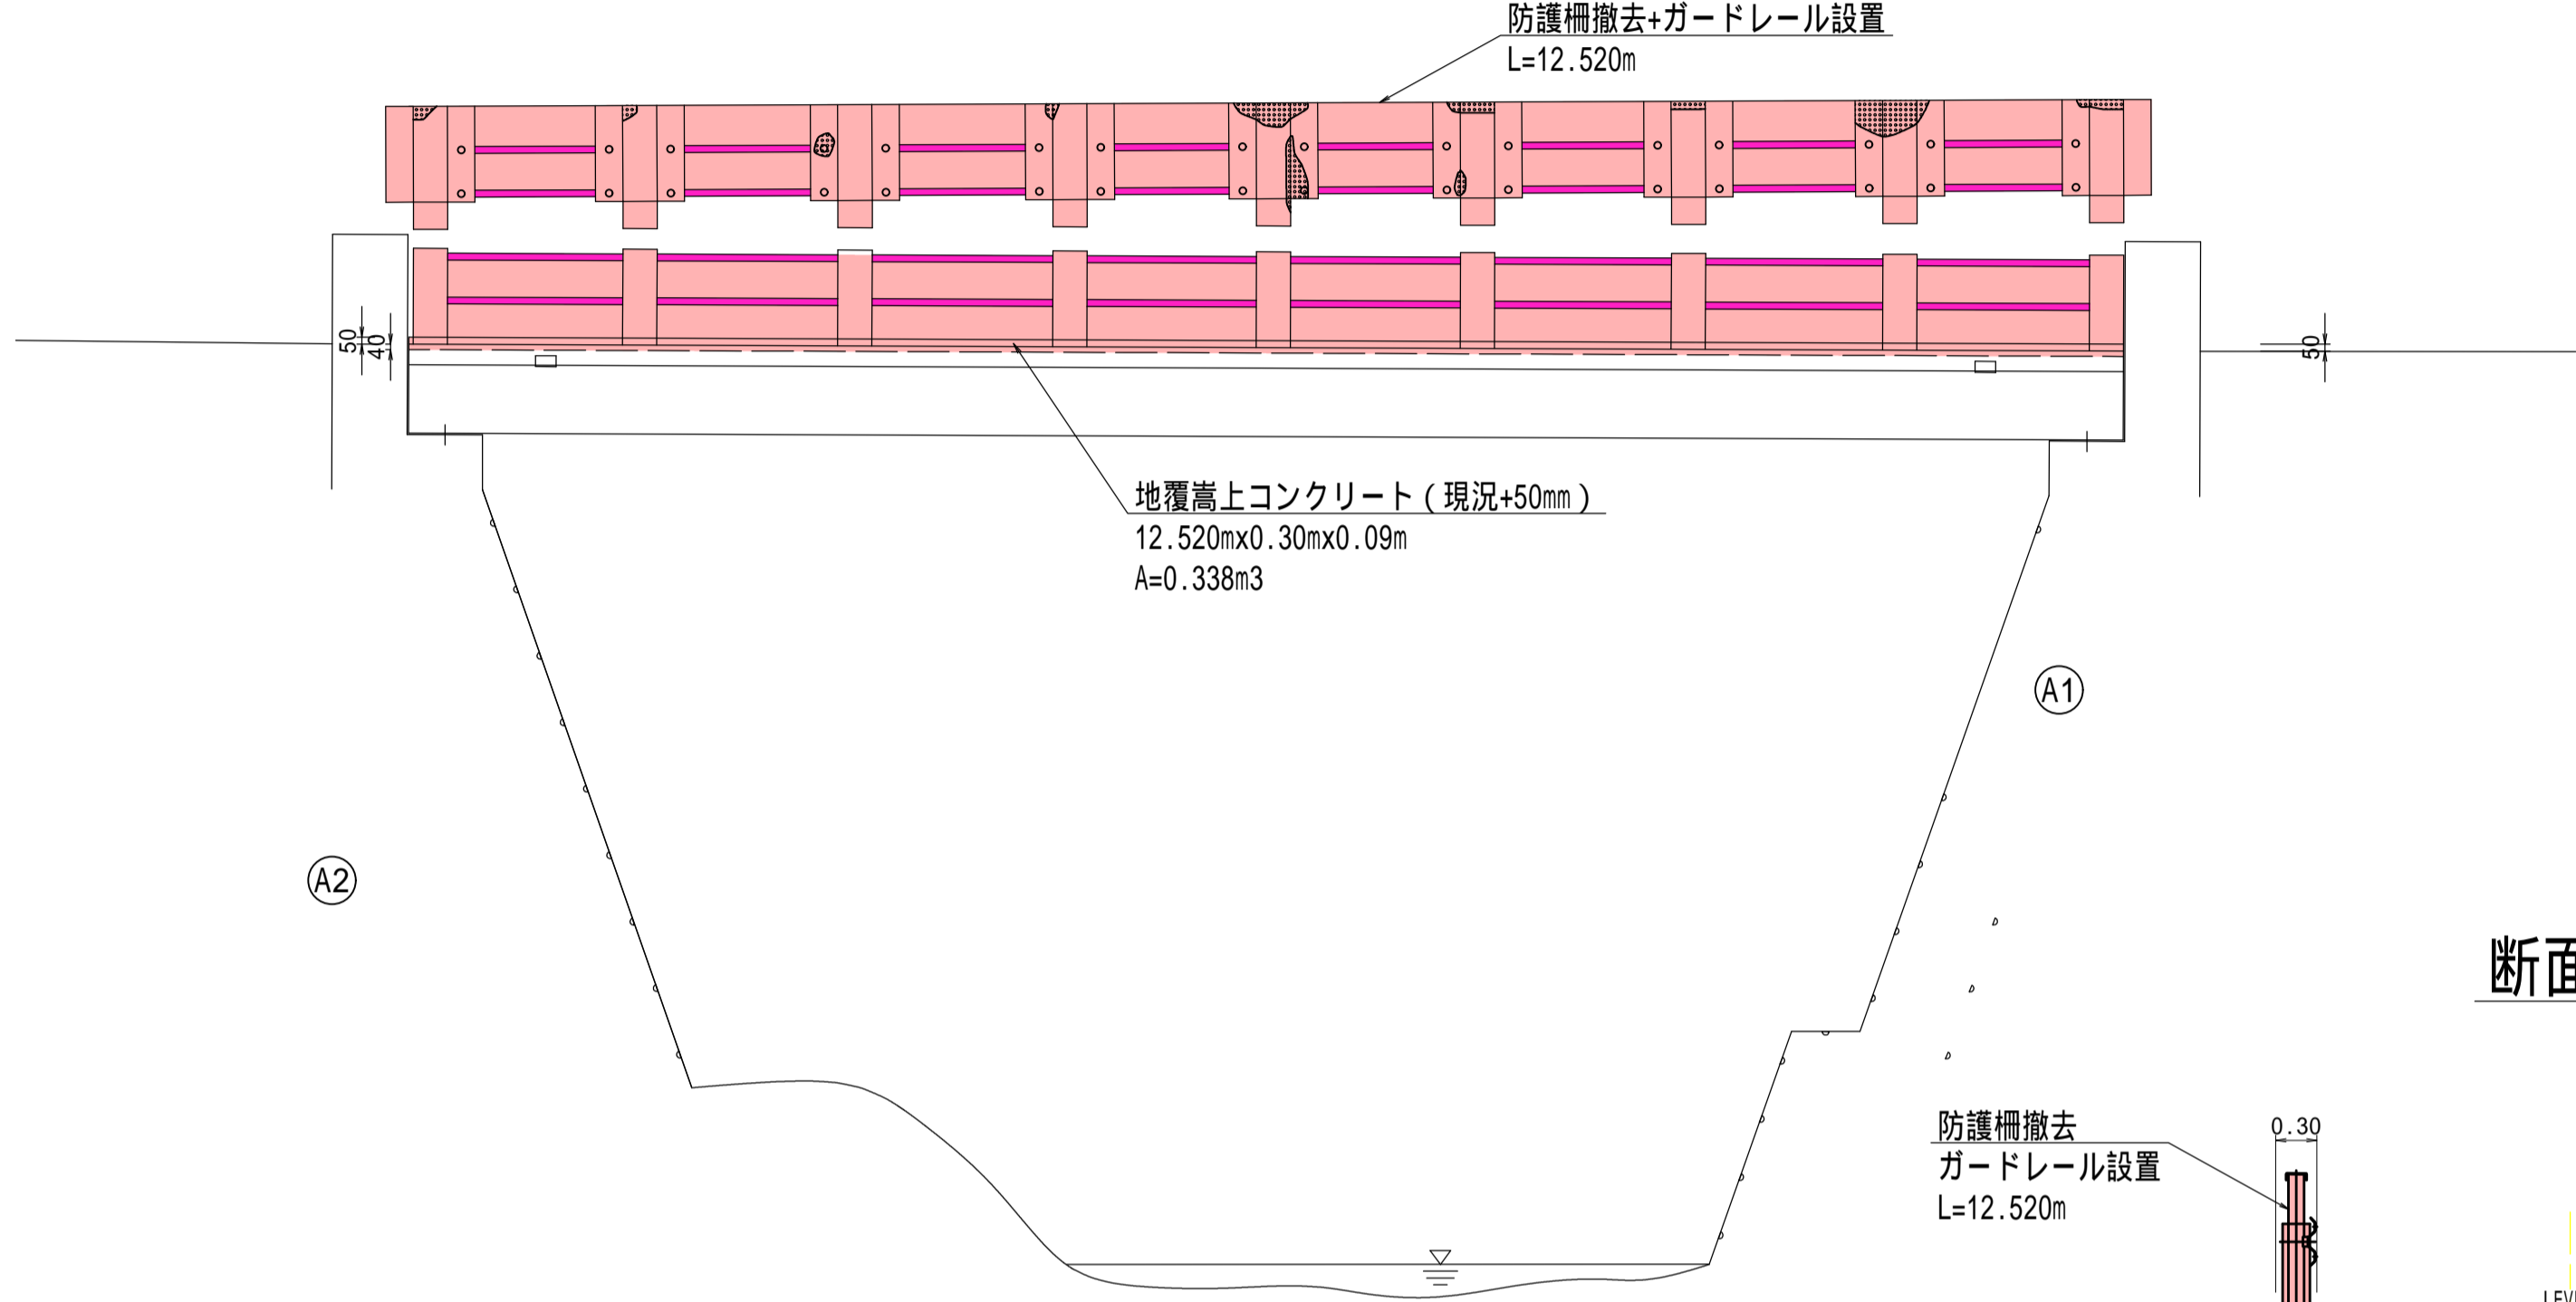 防護柵撤去+ガードレール設置
L=12.520m
50
40
50
地覆嵩上コンクリート（現況+50mm）
12.520mx0.30mx0.09m
A=0.338m3
A1
A2
断面
防護柵撤去
ガードレール設置
L=12.520m
0.30